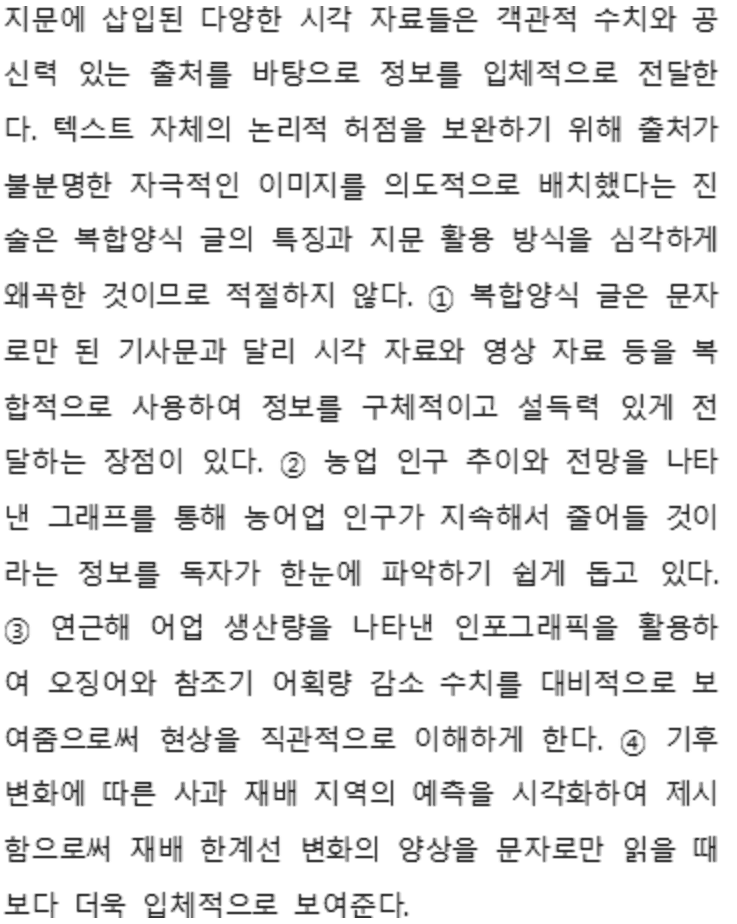 지문에 삽입된 다양한 시각 자료들은 객관적 수치와 공
신력 있는 출처를 바탕으로 정보를 입체적으로 전달한
다. 텍스트 자체의 논리적 허점을 보완하기 위해 출처가
불분명한 자극적인 이미지를 의도적으로 배치했다는 진
술은 복합양식 글의 특징과 지문 활용 방식을 심각하게
왜곡한 것이므로 적절하지 않다. ① 복합양식 글은 문자
로만 된 기사문과 달리 시각 자료와 영상 자료 등을 복
합적으로 사용하여 정보를 구체적이고 설득력 있게 전
달하는 장점이 있다. ② 농업 인구 추이와 전망을 나타
낸 그래프를 통해 농어업 인구가 지속해서 줄어들 것이
라는 정보를 독자가 한눈에 파악하기 쉽게 돕고 있다.
③ 연근해 어업 생산량을 나타낸 인포그래픽을 활용하
여 오징어와 참조기 어획량 감소 수치를 대비적으로 보
여줌으로써 현상을 직관적으로 이해하게 한다. ④ 기후
변화에 따른 사과 재배 지역의 예측을 시각화하여 제시
함으로써 재배 한계선 변화의 양상을 문자로만 읽을 때
보다 더욱 입체적으로 보여준다.